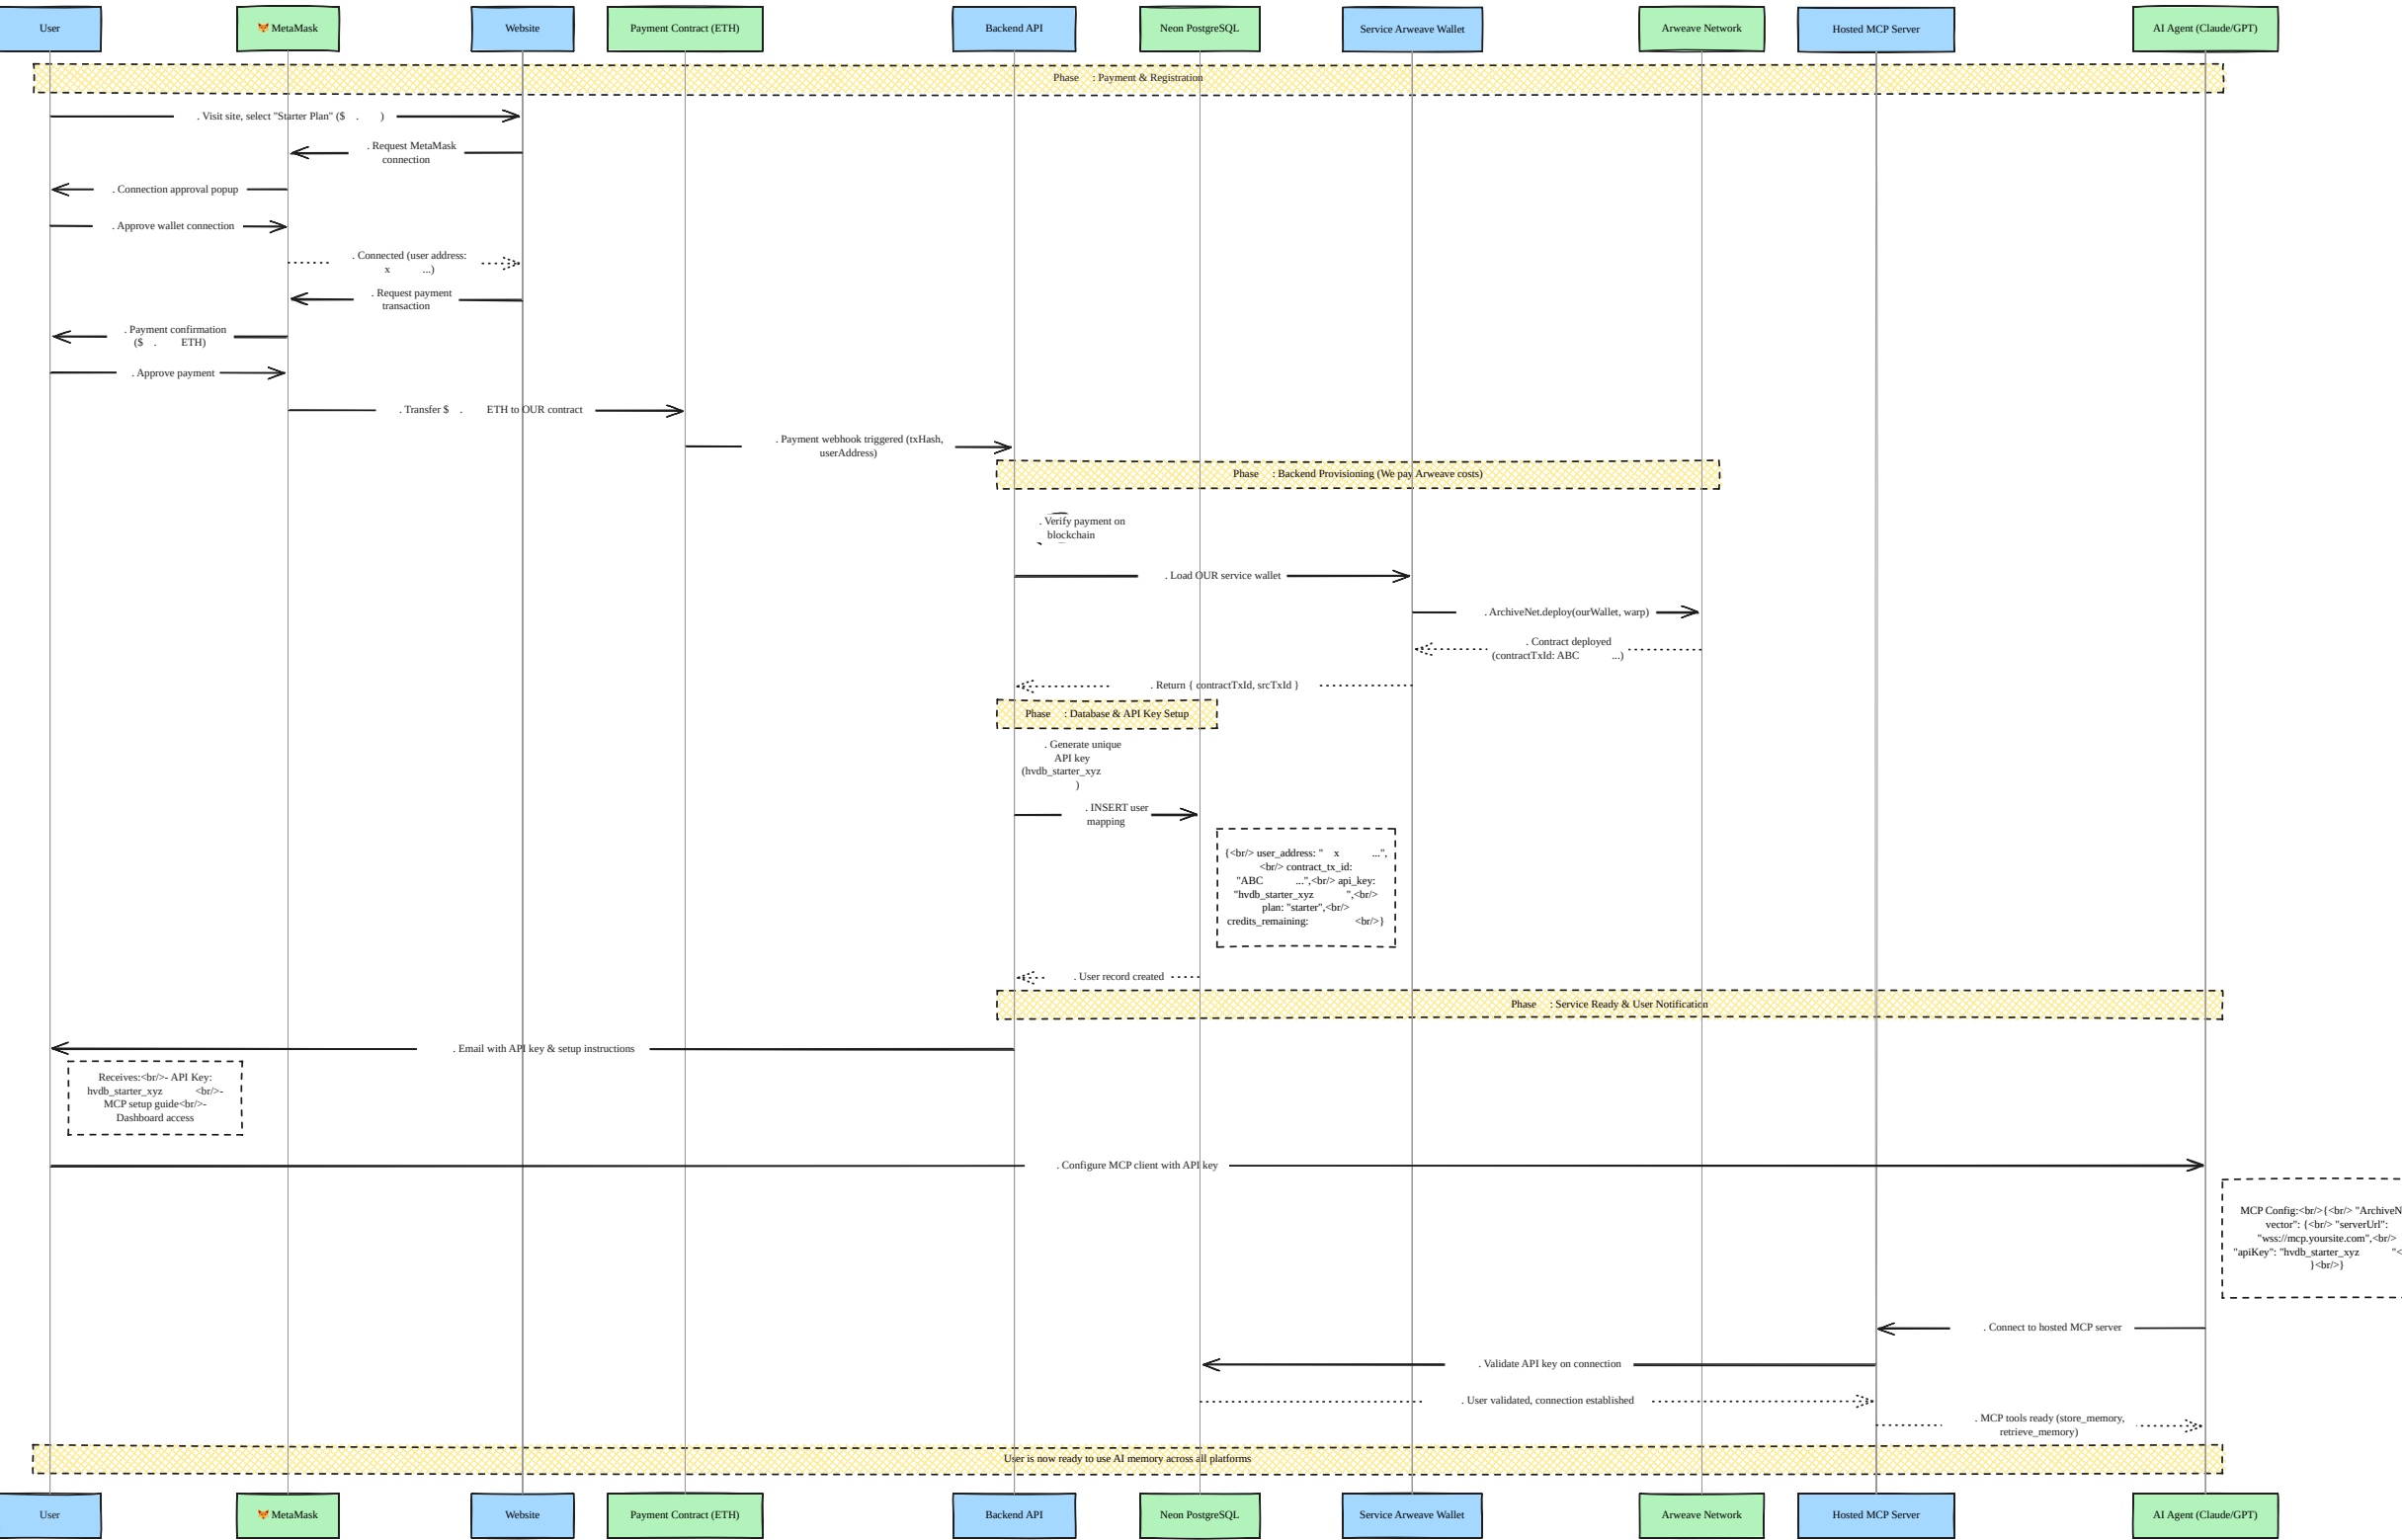 User
🦊 MetaMask
Website
Payment Contract (ETH)
Backend API
Neon PostgreSQL
Service Arweave Wallet
Arweave Network
Hosted MCP Server
AI Agent (Claude/GPT)
Phase : Payment & Registration
. Visit site, select "Starter Plan" ($ . )
. Request MetaMask
connection
. Connection approval popup
. Approve wallet connection
. Connected (user address:
x ...)
. Request payment
transaction
. Payment confirmation
($ . ETH)
. Approve payment
. Transfer $ . ETH to OUR contract
. Payment webhook triggered (txHash,
userAddress)
Phase : Backend Provisioning (We pay Arweave costs)
. Verify payment on
blockchain
. Load OUR service wallet
. ArchiveNet.deploy(ourWallet, warp)
. Contract deployed
(contractTxId: ABC ...)
. Return { contractTxId, srcTxId }
Phase : Database & API Key Setup
. Generate unique
API key
(hvdb_starter_xyz
)
. INSERT user
mapping
{<br/> user_address: " x ...",
<br/> contract_tx_id:
"ABC ...",<br/> api_key:
"hvdb_starter_xyz ",<br/>
plan: "starter",<br/>
credits_remaining: <br/>}
. User record created
Phase : Service Ready & User Notification
. Email with API key & setup instructions
Receives:<br/>- API Key:
hvdb_starter_xyz <br/>-
MCP setup guide<br/>-
Dashboard access
. Configure MCP client with API key
MCP Config:<br/>{<br/> "ArchiveN
vector": {<br/> "serverUrl":
"wss://mcp.yoursite.com",<br/>
"apiKey": "hvdb_starter_xyz "<
}<br/>}
. Connect to hosted MCP server
. Validate API key on connection
. User validated, connection established
. MCP tools ready (store_memory,
retrieve_memory)
User is now ready to use AI memory across all platforms
User
🦊 MetaMask
Website
Payment Contract (ETH)
Backend API
Neon PostgreSQL
Service Arweave Wallet
Arweave Network
Hosted MCP Server
AI Agent (Claude/GPT)